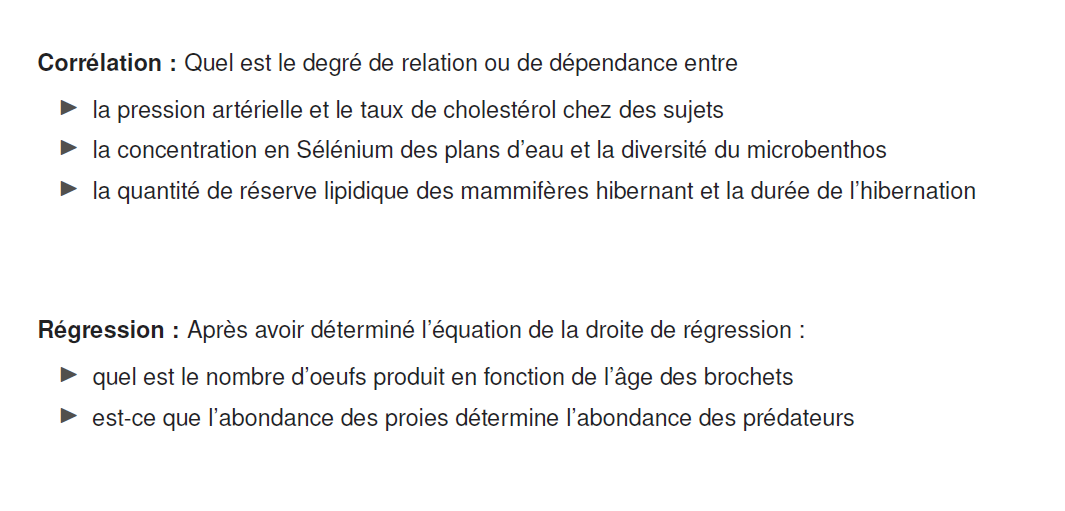 Corrélation : Quel est le degré de relation ou de dépendance entre
▶ la pression artérielle et le taux de cholestérol chez des sujets
▶ la concentration en Sélénium des plans d'eau et la diversité du microbenthos
▶ la quantité de réserve lipidique des mammifères hibernant et la durée de l'hibernation
Régression : Après avoir déterminé l'équation de la droite de régression :
▶ quel est le nombre d'oeufs produit en fonction de l'âge des brochets
▶ est-ce que l'abondance des proies détermine l'abondance des prédateurs